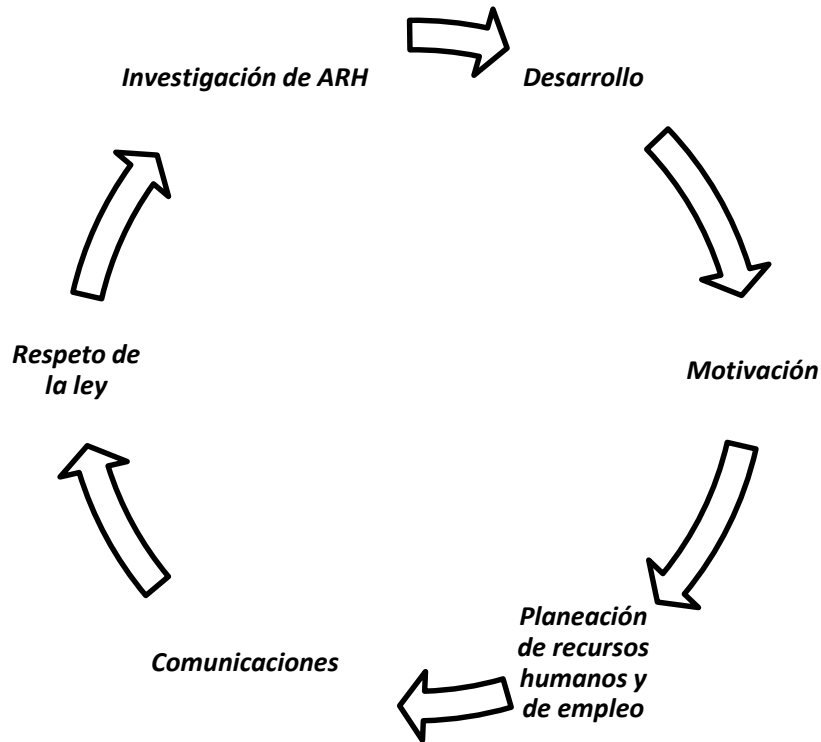 Investigación de ARH
Desarrollo
Motivación
Planeación
de recursos
humanos y
de empleo
Comunicaciones
Respeto de
la ley